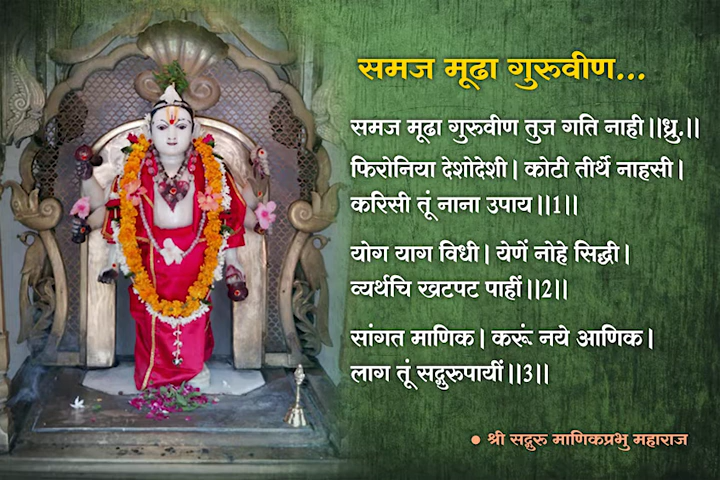 समज मूढा गुरुवीण...
समज मूढा गुरुवीण तुज गति नाही॥ध्रु.॥
फिरोनिया देशोदेशी। कोटी तीर्थे नाहसी।
करिसी तूं नाना उपाय॥1॥
योग याग विधी। येणें नोहे सिद्धी।
व्यर्थचि खटपट पाहीं॥2॥
सांगत माणिक। करूं नये आणिक।
लाग तूं सद्गुरुपायीं॥3॥
• श्री सद्गुरु माणिकप्रभु महाराज